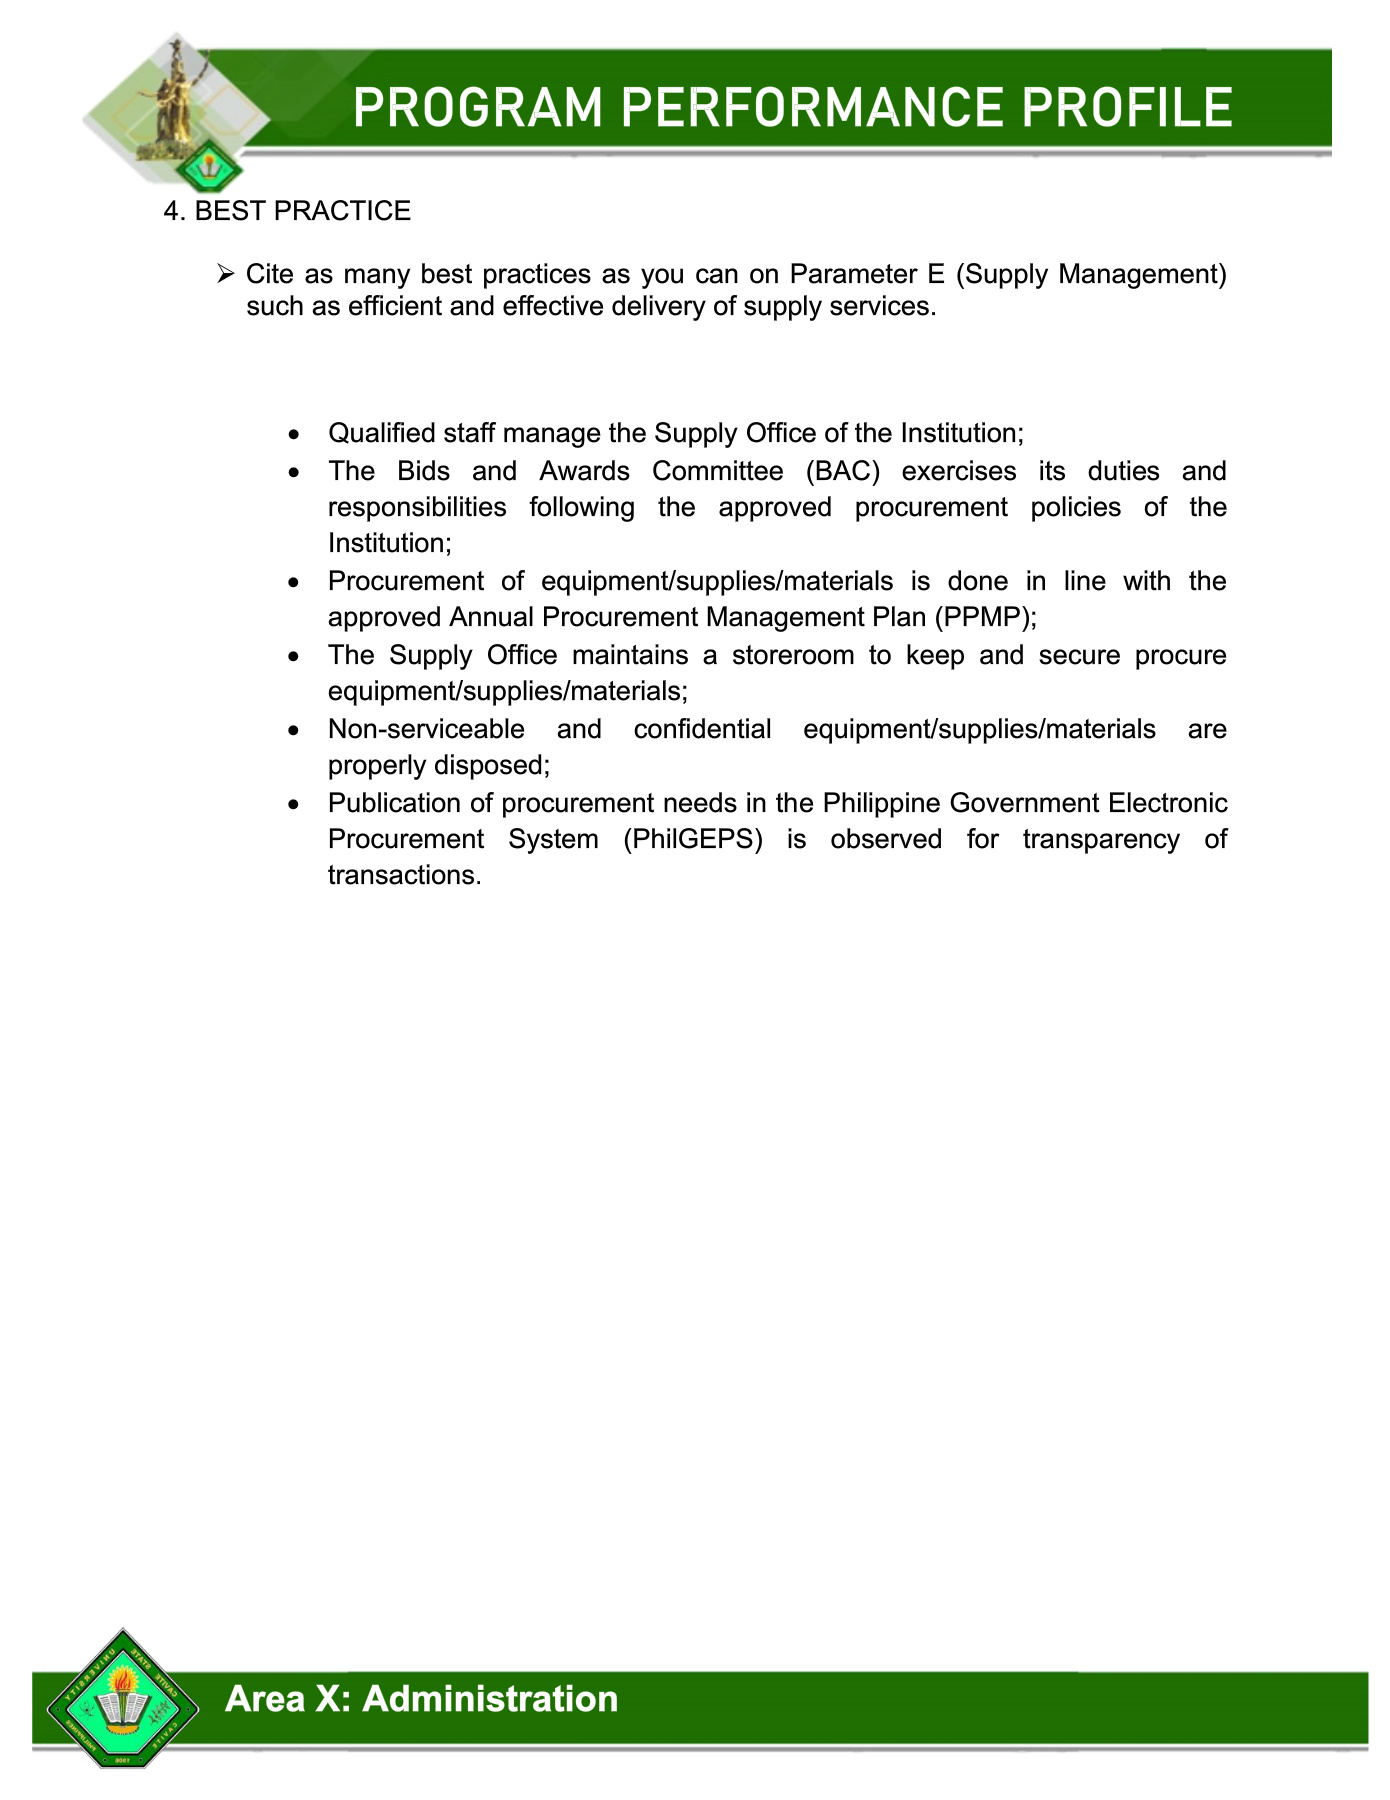 PROGRAM PERFORMANCE PROFILE
4. BEST PRACTICE
➢ Cite as many best practices as you can on Parameter E (Supply Management)
such as efficient and effective delivery of supply services.
• Qualified staff manage the Supply Office of the Institution;
• The Bids and Awards Committee (BAC) exercises its duties and
responsibilities following the approved procurement policies of the
Institution;
• Procurement of equipment/supplies/materials is done in line with the
approved Annual Procurement Management Plan (PPMP);
• The Supply Office maintains a storeroom to keep and secure procure
equipment/supplies/materials;
• Non-serviceable and confidential equipment/supplies/materials are
properly disposed;
• Publication of procurement needs in the Philippine Government Electronic
Procurement System (PhilGEPS) is observed for transparency of
transactions.
CAVITE STATE UNIVERSITY
CAVITE
PHILIPPINES
1906
Area X: Administration